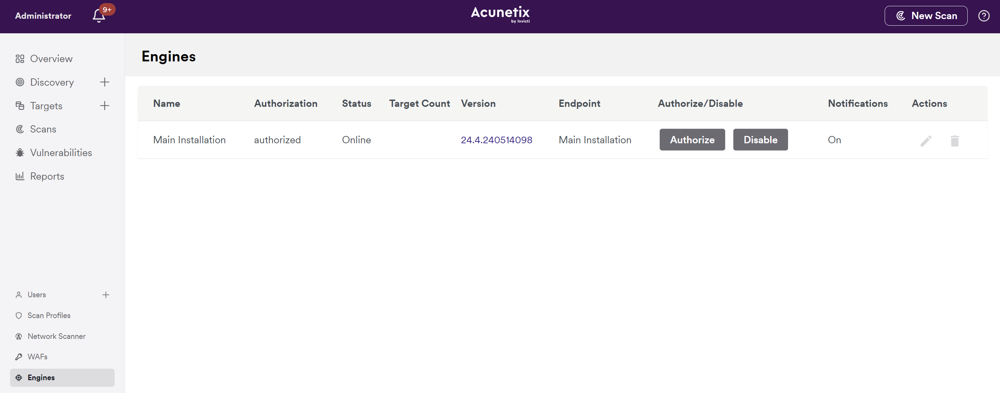 Administrator
9+
Acunetix
by Invicti
New Scan
Overview
Discovery
Targets
Scans
Vulnerabilities
Reports
Users
Scan Profiles
Network Scanner
WAFs
Engines
Engines
Name Authorization Status Target Count Version Endpoint Authorize/Disable Notifications Actions
Main Installation authorized Online 24.4.240514098 Main Installation Authorize Disable On